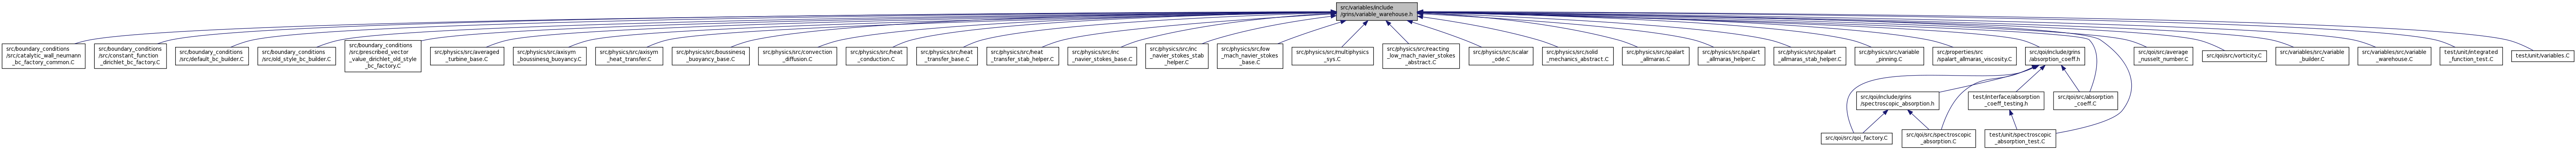 src/variables/include
/grins/variable_warehouse.h
src/boundary_conditions
/src/catalytic_wall_neumann
_bc_factory_common.C
src/boundary_conditions
/src/constant_function
_dirichlet_bc_factory.C
src/boundary_conditions
/src/default_bc_builder.C
src/boundary_conditions
/src/old_style_bc_builder.C
src/boundary_conditions
/src/prescribed_vector
_value_dirichlet_old_style
_bc_factory.C
src/physics/src/averaged
_turbine_base.C
src/physics/src/axisym
_boussinesq_buoyancy.C
src/physics/src/axisym
_heat_transfer.C
src/physics/src/boussinesq
_buoyancy_base.C
src/physics/src/convection
_diffusion.C
src/physics/src/heat
_conduction.C
src/physics/src/heat
_transfer_base.C
src/physics/src/heat
_transfer_stab_helper.C
src/physics/src/inc
_navier_stokes_base.C
src/physics/src/inc
_navier_stokes_stab
_helper.C
src/physics/src/low
_mach_navier_stokes
_base.C
src/physics/src/multiphysics
_sys.C
src/physics/src/reacting
_low_mach_navier_stokes
_abstract.C
src/physics/src/scalar
_ode.C
src/physics/src/solid
_mechanics_abstract.C
src/physics/src/spalart
_allmaras.C
src/physics/src/spalart
_allmaras_helper.C
src/physics/src/spalart
_allmaras_stab_helper.C
src/physics/src/variable
_pinning.C
src/properties/src
/spalart_allmaras_viscosity.C
src/qoi/include/grins
/absorption_coeff.h
src/qoi/src/average
_nusselt_number.C
src/qoi/src/vorticity.C
src/variables/src/variable
_builder.C
src/variables/src/variable
_warehouse.C
test/unit/integrated
_function_test.C
test/unit/variables.C
src/qoi/include/grins
/spectroscopic_absorption.h
test/interface/absorption
_coeff_testing.h
src/qoi/src/absorption
_coeff.C
src/qoi/src/qoi_factory.C
src/qoi/src/spectroscopic
_absorption.C
test/unit/spectroscopic
_absorption_test.C